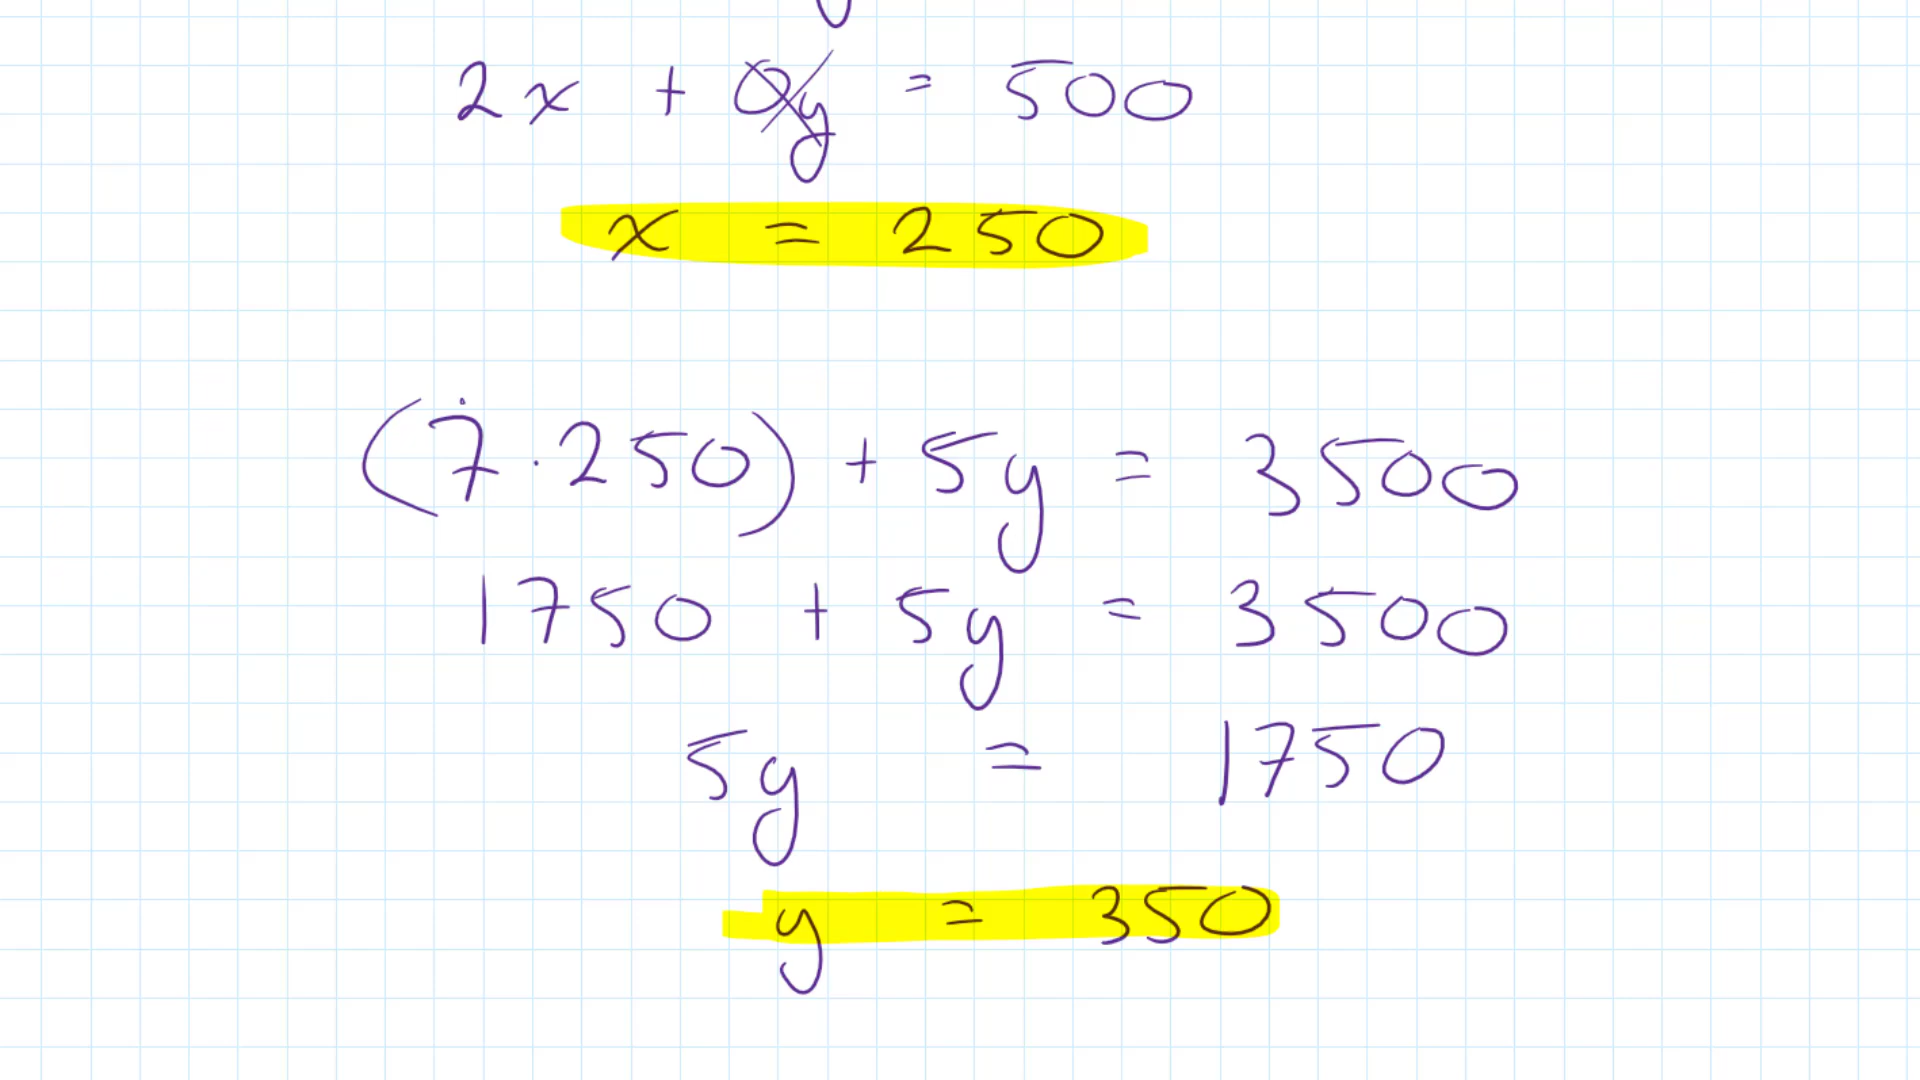 2x + 0y = 500
x = 250
(7·250) + 5y = 3500
1750 + 5y = 3500
5y = 1750
y = 350